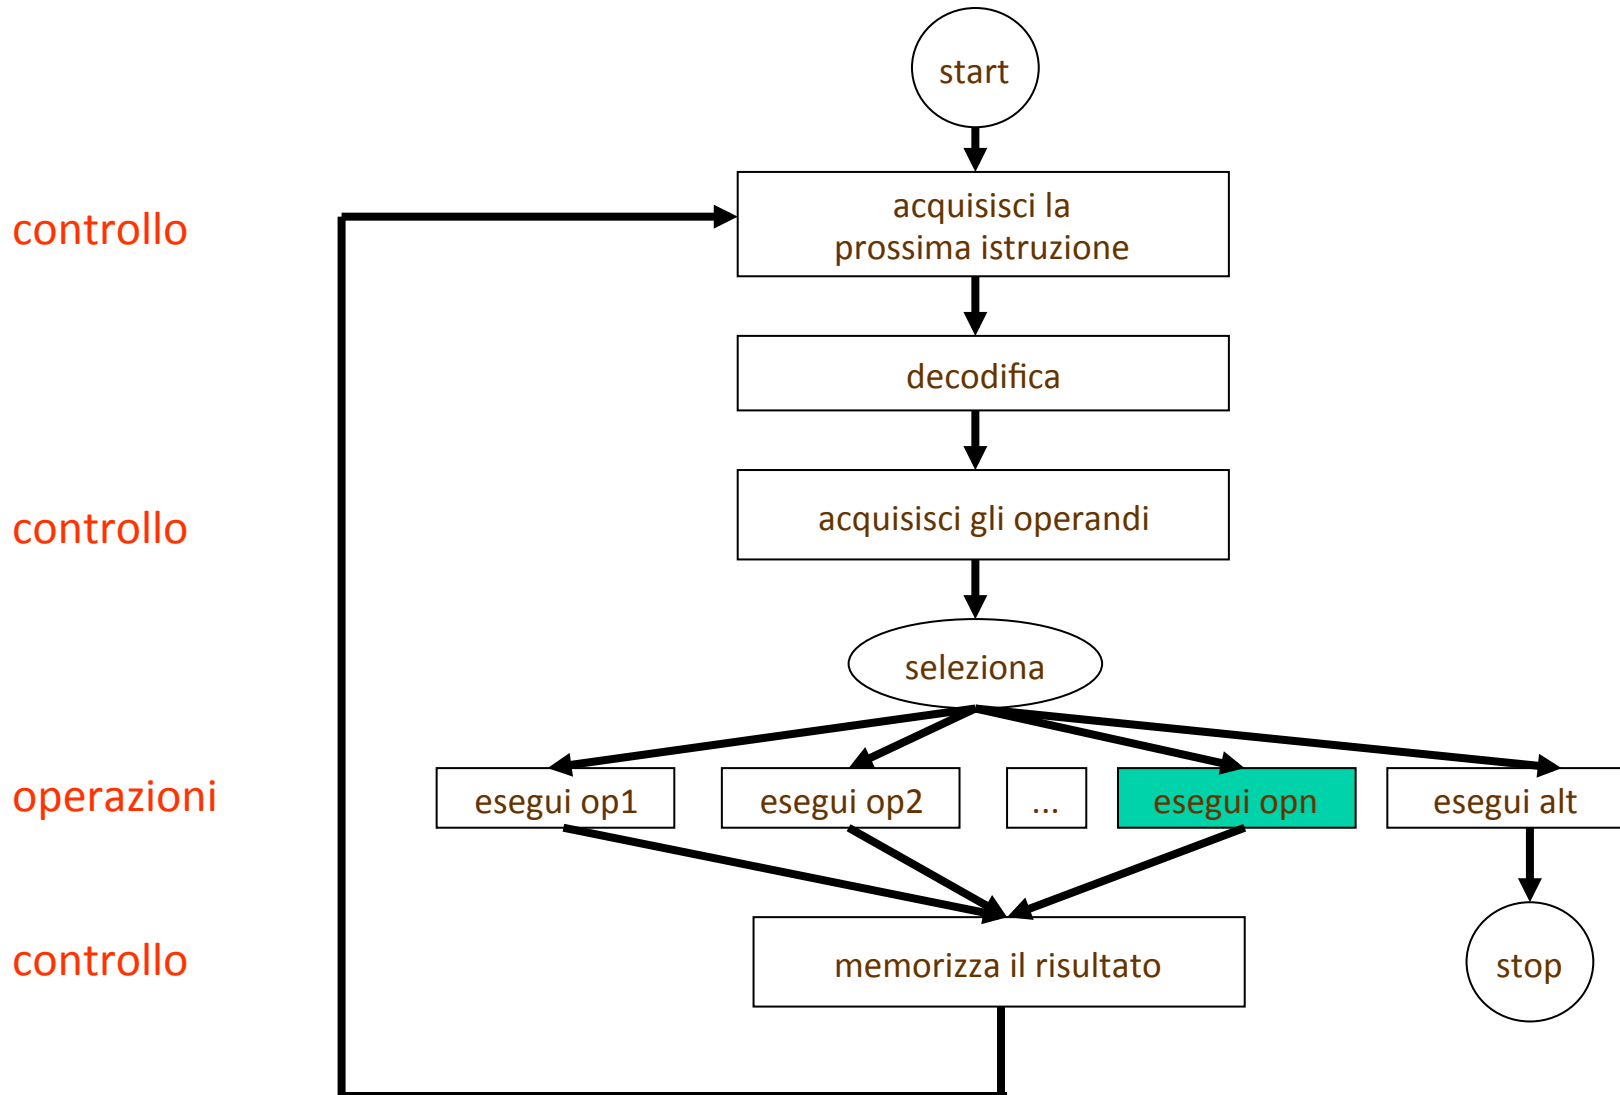 start
controllo
acquisisci la
prossima istruzione
decodifica
controllo
acquisisci gli operandi
seleziona
operazioni
esegui op1
esegui op2
...
esegui opn
esegui alt
controllo
memorizza il risultato
stop